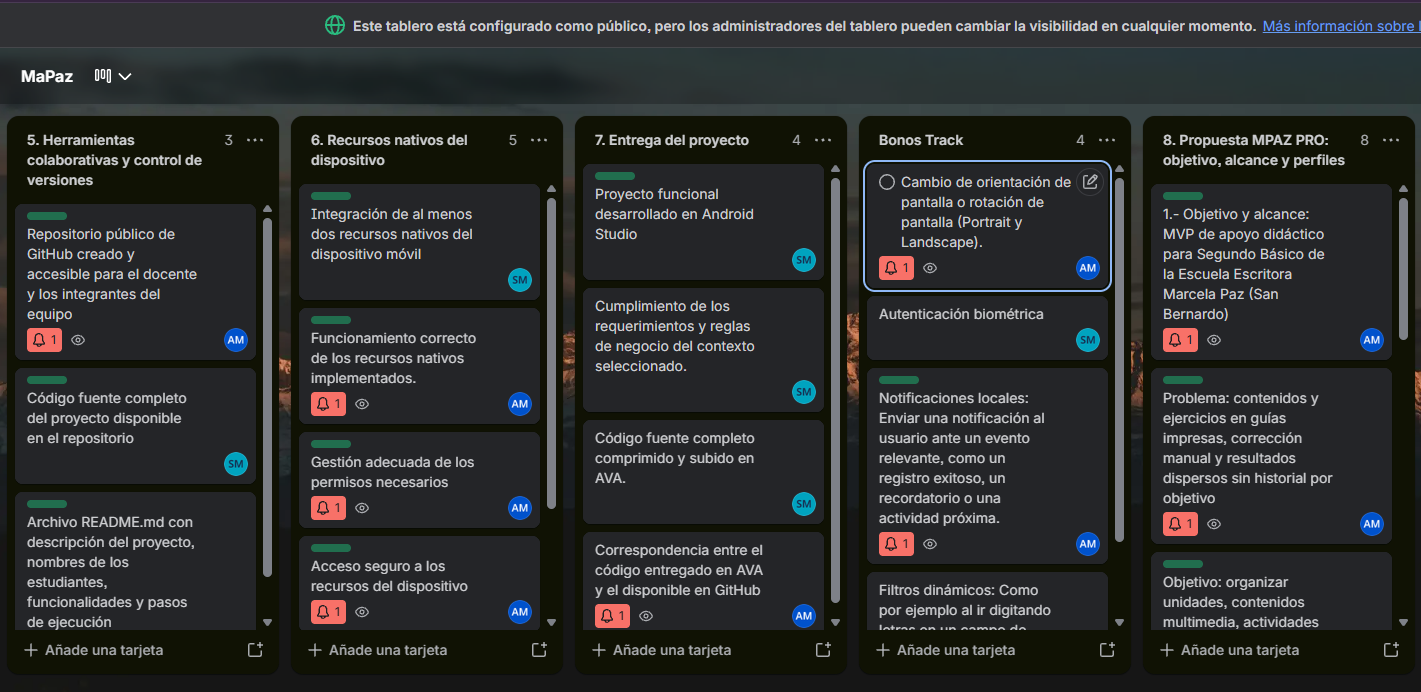 Este tablero está configurado como público, pero los administradores del tablero pueden cambiar la visibilidad en cualquier momento. Más información sobre
MaPaz
5. Herramientas
colaborativas y control de
versiones
3
Repositorio público de
GitHub creado y
accesible para el docente
y los integrantes del
equipo
1
AM
Código fuente completo
del proyecto disponible
en el repositorio
SM
Archivo README.md con
descripción del proyecto,
nombres de los
estudiantes,
funcionalidades y pasos
de ejecución
Añade una tarjeta
6. Recursos nativos del
dispositivo
5
Integración de al menos
dos recursos nativos del
dispositivo móvil
SM
Funcionamiento correcto
de los recursos nativos
implementados.
1
AM
Gestión adecuada de los
permisos necesarios
1
AM
Acceso seguro a los
recursos del dispositivo
1
AM
Añade una tarjeta
7. Entrega del proyecto
4
Proyecto funcional
desarrollado en Android
Studio
SM
Cumplimiento de los
requerimientos y reglas
de negocio del contexto
seleccionado.
SM
Código fuente completo
comprimido y subido en
AVA.
SM
Correspondencia entre el
código entregado en AVA
y el disponible en GitHub
1
AM
Añade una tarjeta
Bonos Track
4
Cambio de orientación de
pantalla o rotación de
pantalla (Portrait y
Landscape).
1
AM
Autenticación biométrica
SM
Notificaciones locales:
Enviar una notificación al
usuario ante un evento
relevante, como un
registro exitoso, un
recordatorio o una
actividad próxima.
1
AM
Filtros dinámicos: Como
por ejemplo al ir digitando
letras en un campo de
Añade una tarjeta
8. Propuesta MPAZ PRO:
objetivo, alcance y perfiles
8
1.- Objetivo y alcance:
MVP de apoyo didáctico
para Segundo Básico de
la Escuela Escritora
Marcela Paz (San
Bernardo)
1
AM
Problema: contenidos y
ejercicios en guías
impresas, corrección
manual y resultados
dispersos sin historial por
objetivo
1
AM
Objetivo: organizar
unidades, contenidos
multimedia, actividades
Añade una tarjeta